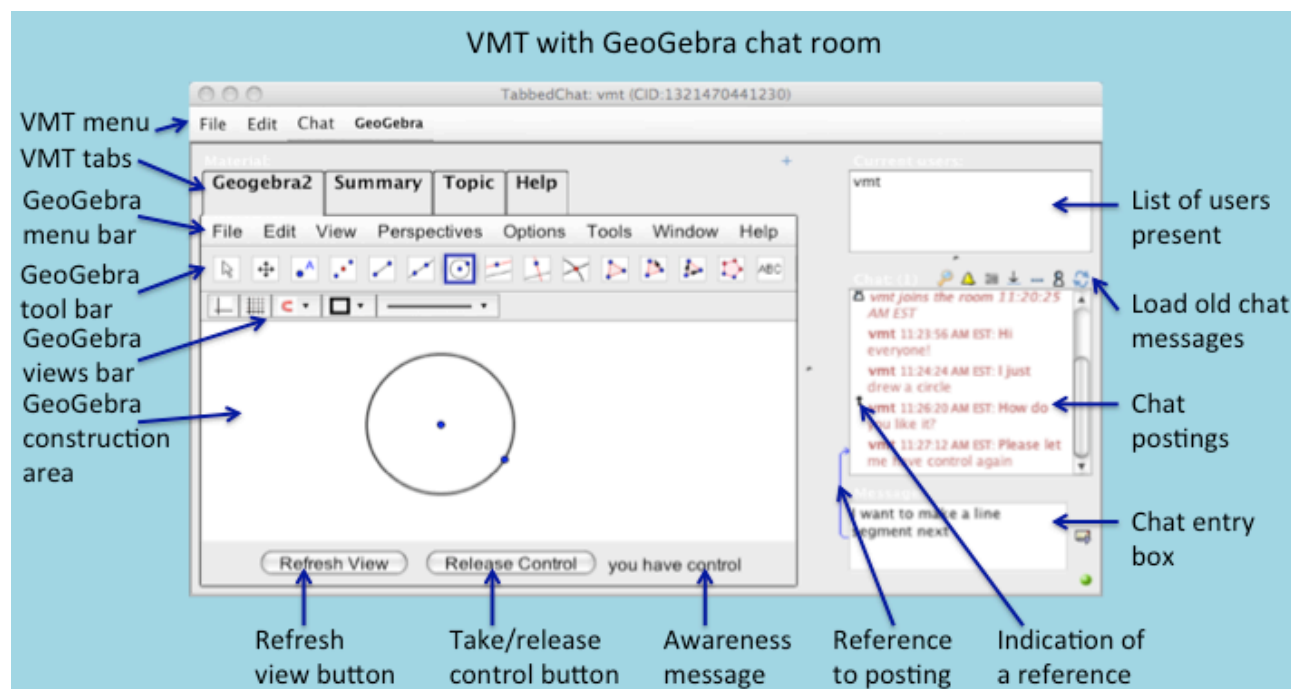 VMT with GeoGebra chat room
TabbedChat: vmt (CID:1321470441230)
VMT menu
File Edit Chat GeoGebra
VMT tabs
Material:
Geogebra2 Summary Topic Help
GeoGebra
menu bar
File Edit View Perspectives Options Tools Window Help
GeoGebra
tool bar
A
ABC
GeoGebra
views bar
GeoGebra
construction
area
Refresh View Release Control you have control
Current users:
vmt
List of users
present
Chat: (1)
Load old chat
messages
vmt joins the room 11:20:25
AM EST
vmt 11:23:56 AM EST: Hi
everyone!
vmt 11:24:24 AM EST: I just
drew a circle
vmt 11:26:20 AM EST: How do
you like it?
vmt 11:27:12 AM EST: Please let
me have control again
Chat
postings
Message:
I want to make a line
segment next
Chat entry
box
Refresh
view button
Take/release
control button
Awareness
message
Reference
to posting
Indication of
a reference